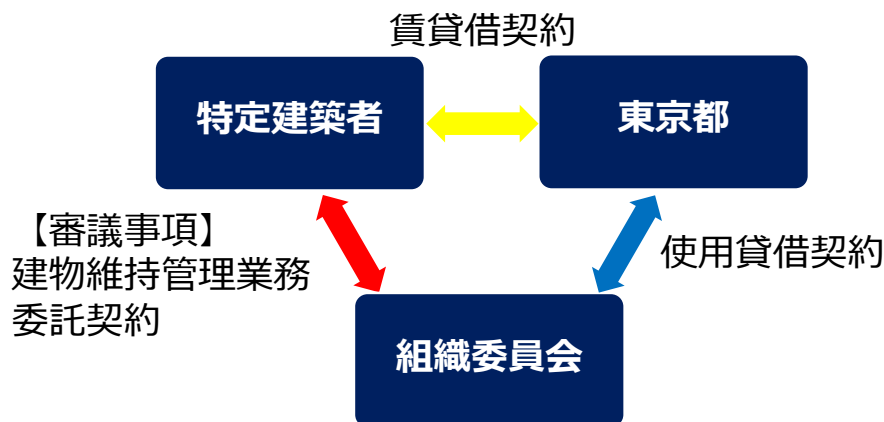 賃貸借契約
特定建築者
東京都
【審議事項】
建物維持管理業務
委託契約
使用貸借契約
組織委員会